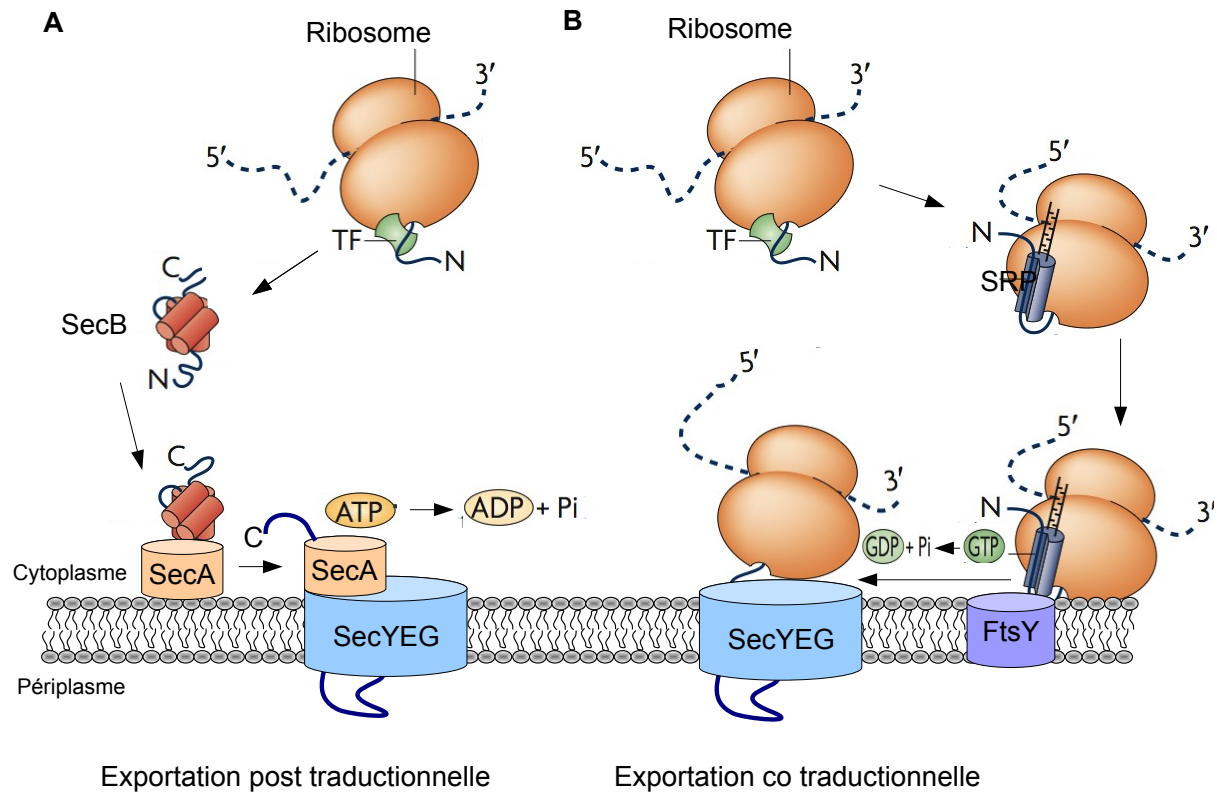 A
Ribosome
3'
5'
TF
N
C
SecB
N
C
C
ATP
ADP + Pi
Cytoplasme
SecA
SecA
SecYEG
Périplasme
Exportation post traductionnelle
B
Ribosome
3'
5'
TF
N
5'
N
3'
SRP
5'
3'
5'
N
3'
GDP + Pi
GTP
SecYEG
FtsY
Exportation co traductionnelle